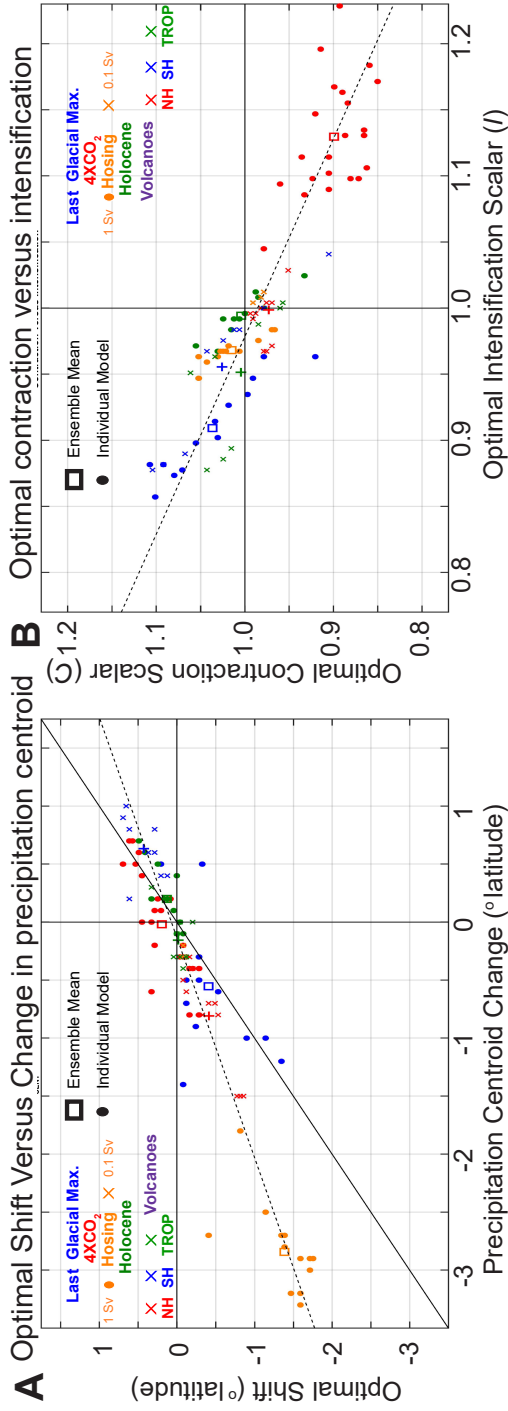 A Optimal Shift Versus Change in precipitation centroid
Last Glacial Max.
4XCO2
1 Sv Hosing 0.1 Sv
Holocene
Volcanoes
NH SH TROP
Ensemble Mean
Individual Model
Optimal Shift (° latitude)
1
0
-1
-2
-3
-3 -2 -1 0 1
Precipitation Centroid Change (° latitude)
B Optimal contraction versus intensification
Ensemble Mean
Individual Model
Last Glacial Max.
4XCO2
1 Sv Hosing 0.1 Sv
Holocene
Volcanoes
NH SH TROP
Optimal Contraction Scalar (C)
1.2
1.1
1.0
0.9
0.8
0.8 0.9 1.0 1.1 1.2
Optimal Intensification Scalar (I)